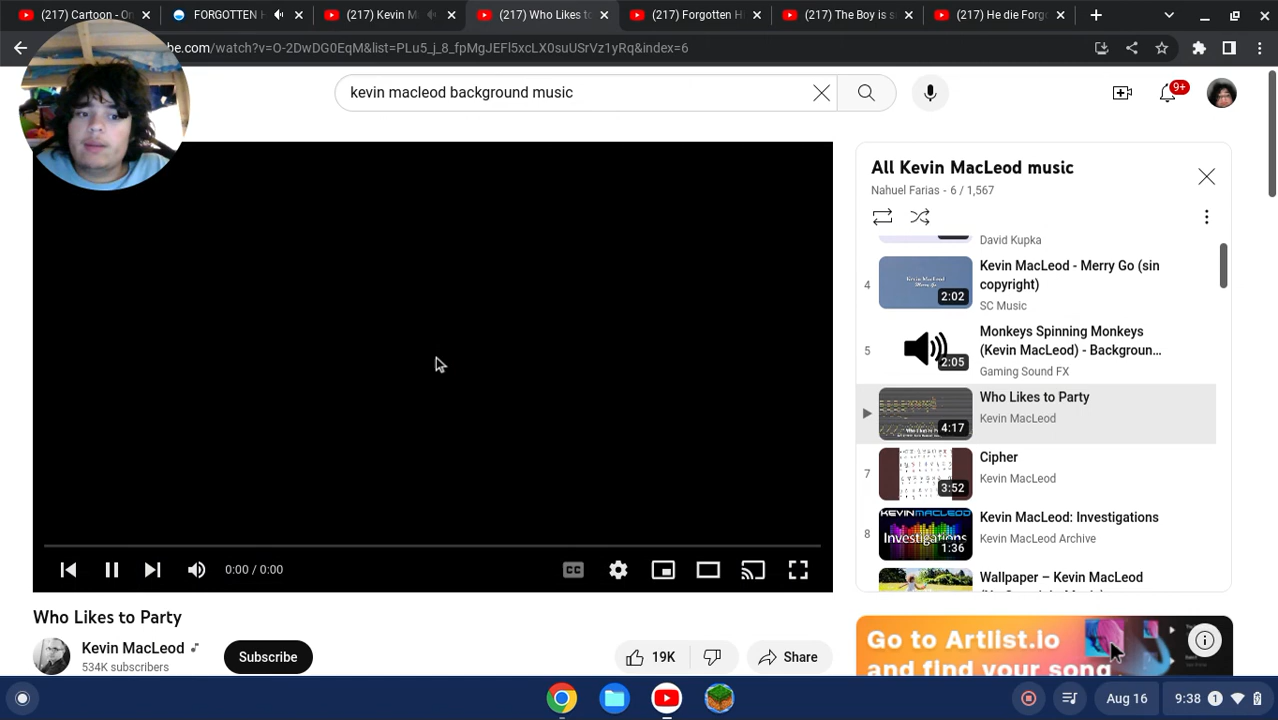 (217) Cartoon - On
FORGOTTEN H
(217) Kevin M
(217) Who Likes to
(217) Forgotten Hi
(217) The Boy is s
(217) He die Forg
be.com/watch?v=O-2DwDG0EqM&list=PLu5_j_8_fpMgJEFl5xcLX0suUSrVz1yRq&index=6
kevin macleod background music
9+
All Kevin MacLeod music
Nahuel Farias - 6 / 1,567
David Kupka
4
Kevin MacLeod - Merry Go (sin
copyright)
2:02
SC Music
Monkeys Spinning Monkeys
5
(Kevin MacLeod) - Backgroun...
2:05
Gaming Sound FX
Who Likes to Party
Kevin MacLeod
4:17
Cipher
7
Kevin MacLeod
3:52
KEVIN MACLEOD
Investigations
1:36
8
Kevin MacLeod: Investigations
Kevin MacLeod Archive
Wallpaper – Kevin MacLeod
0:00 / 0:00
CC
Who Likes to Party
Kevin MacLeod
534K subscribers
Subscribe
19K
Share
Go to Artlist.io
and find your song
Aug 16
9:38
1